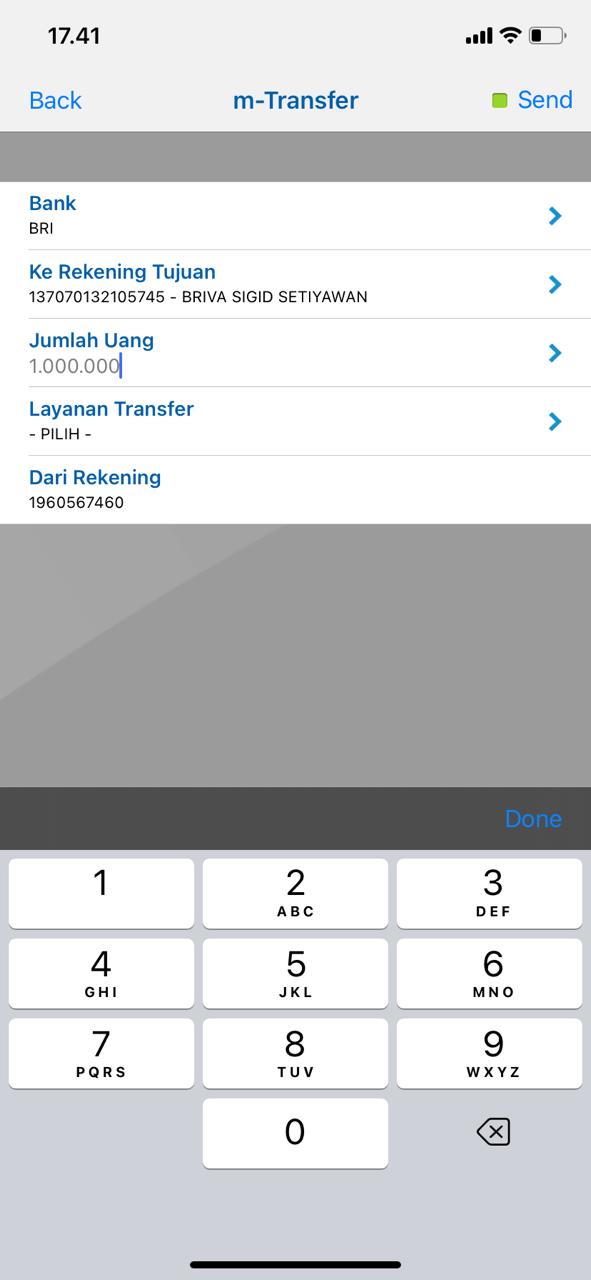 17.41
Back
m-Transfer
Send
Bank
BRI
Ke Rekening Tujuan
137070132105745 - BRIVA SIGID SETIYAWAN
Jumlah Uang
1.000.000
Layanan Transfer
- PILIH -
Dari Rekening
1960567460
Done
1
2
ABC
3
DEF
4
GHI
5
JKL
6
MNO
7
PQRS
8
TUV
9
WXYZ
0